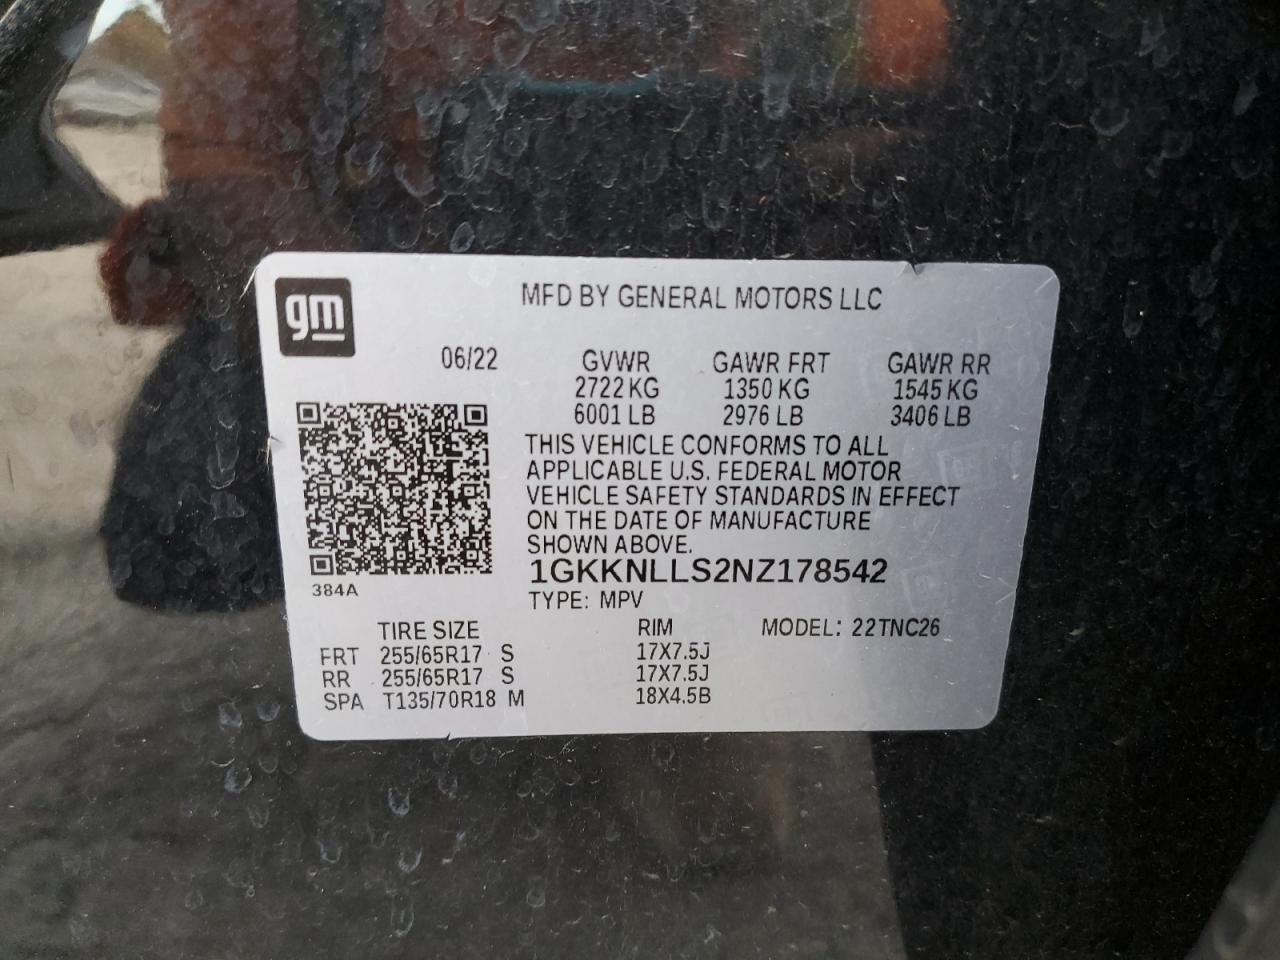 gm
MFD BY GENERAL MOTORS LLC
06/22 GVWR GAWR FRT GAWR RR
2722 KG 1350 KG 1545 KG
6001 LB 2976 LB 3406 LB
THIS VEHICLE CONFORMS TO ALL
APPLICABLE U.S. FEDERAL MOTOR
VEHICLE SAFETY STANDARDS IN EFFECT
ON THE DATE OF MANUFACTURE
SHOWN ABOVE.
1GKKNLLS2NZ178542
384A
TYPE: MPV
TIRE SIZE RIM MODEL: 22TNC26
FRT 255/65R17 S 17X7.5J
RR 255/65R17 S 17X7.5J
SPA T135/70R18 M 18X4.5B